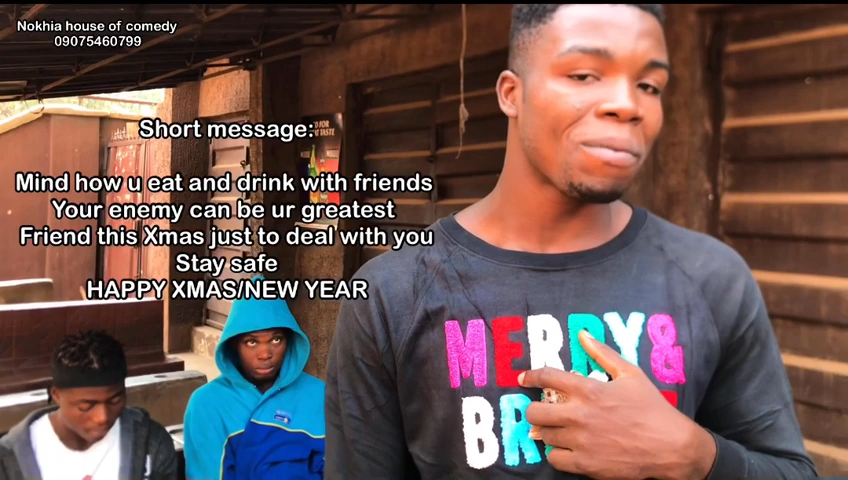 Nokhia house of comedy
09075460799
Short message:
Mind how u eat and drink with friends
Your enemy can be ur greatest
Friend this Xmas just to deal with you
Stay safe
HAPPY XMAS/NEW YEAR
MERRY&
BR
TASTE